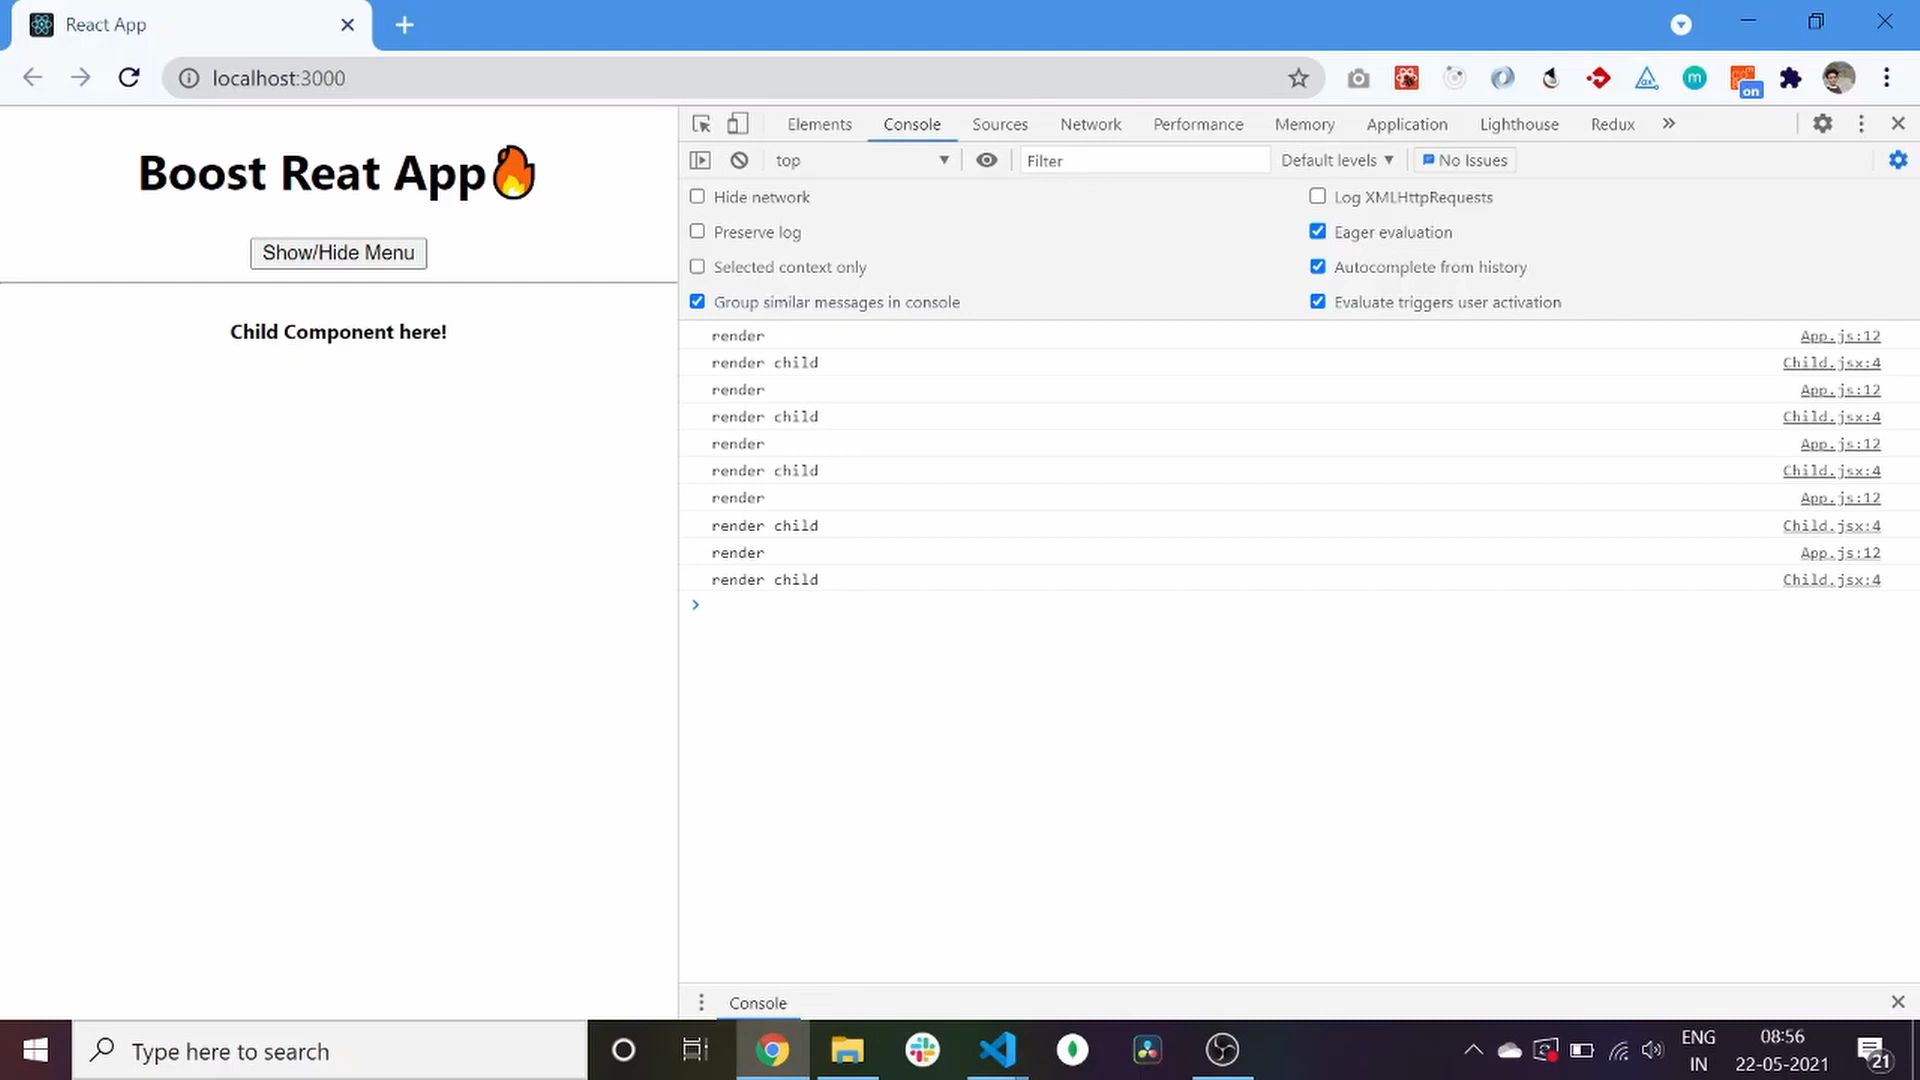 React App
localhost:3000
on
Boost Reat App🔥
Show/Hide Menu
Child Component here!
Elements Console Sources Network Performance Memory Application Lighthouse Redux »
top Filter Default levels ▼ No Issues
Hide network Log XMLHttpRequests
Preserve log Eager evaluation
Selected context only Autocomplete from history
Group similar messages in console Evaluate triggers user activation
render App.js:12
render child Child.jsx:4
render App.js:12
render child Child.jsx:4
render App.js:12
render child Child.jsx:4
render App.js:12
render child Child.jsx:4
render App.js:12
render child Child.jsx:4
Console
Type here to search
ENG 08:56
IN 22-05-2021 21